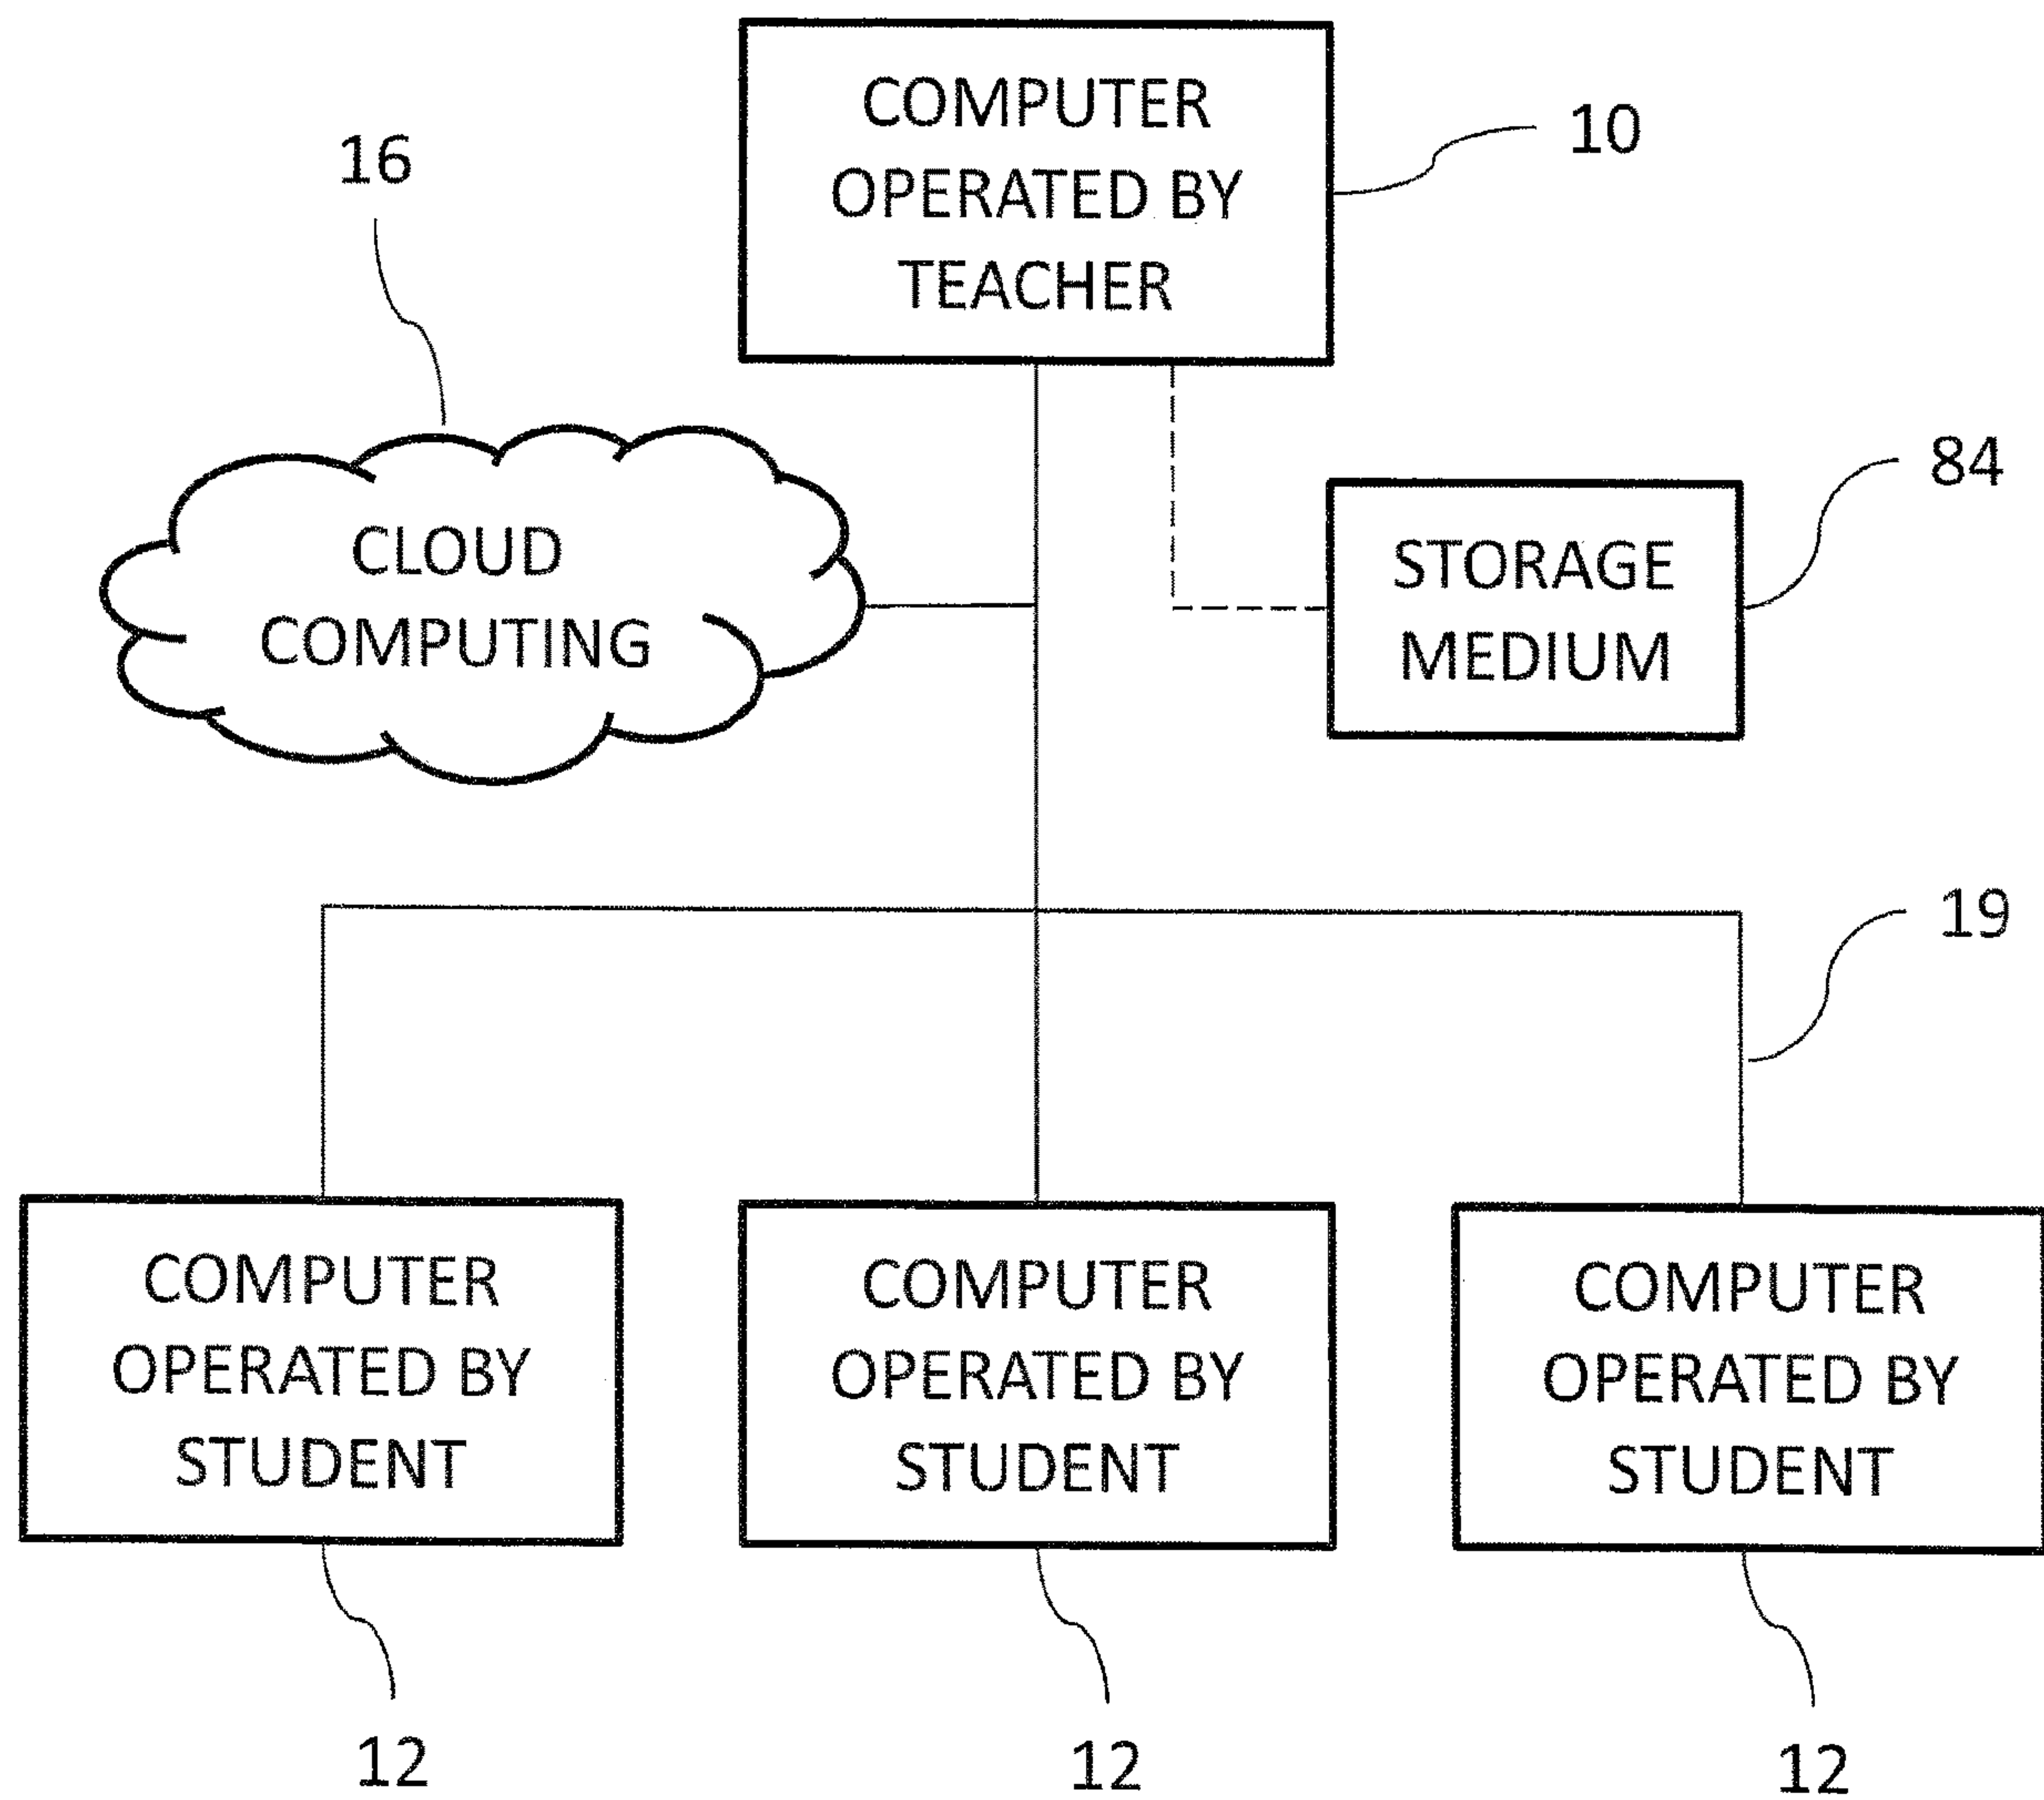 COMPUTER
OPERATED BY
TEACHER
10
16
CLOUD
COMPUTING
84
STORAGE
MEDIUM
19
COMPUTER
OPERATED BY
STUDENT
COMPUTER
OPERATED BY
STUDENT
COMPUTER
OPERATED BY
STUDENT
12
12
12